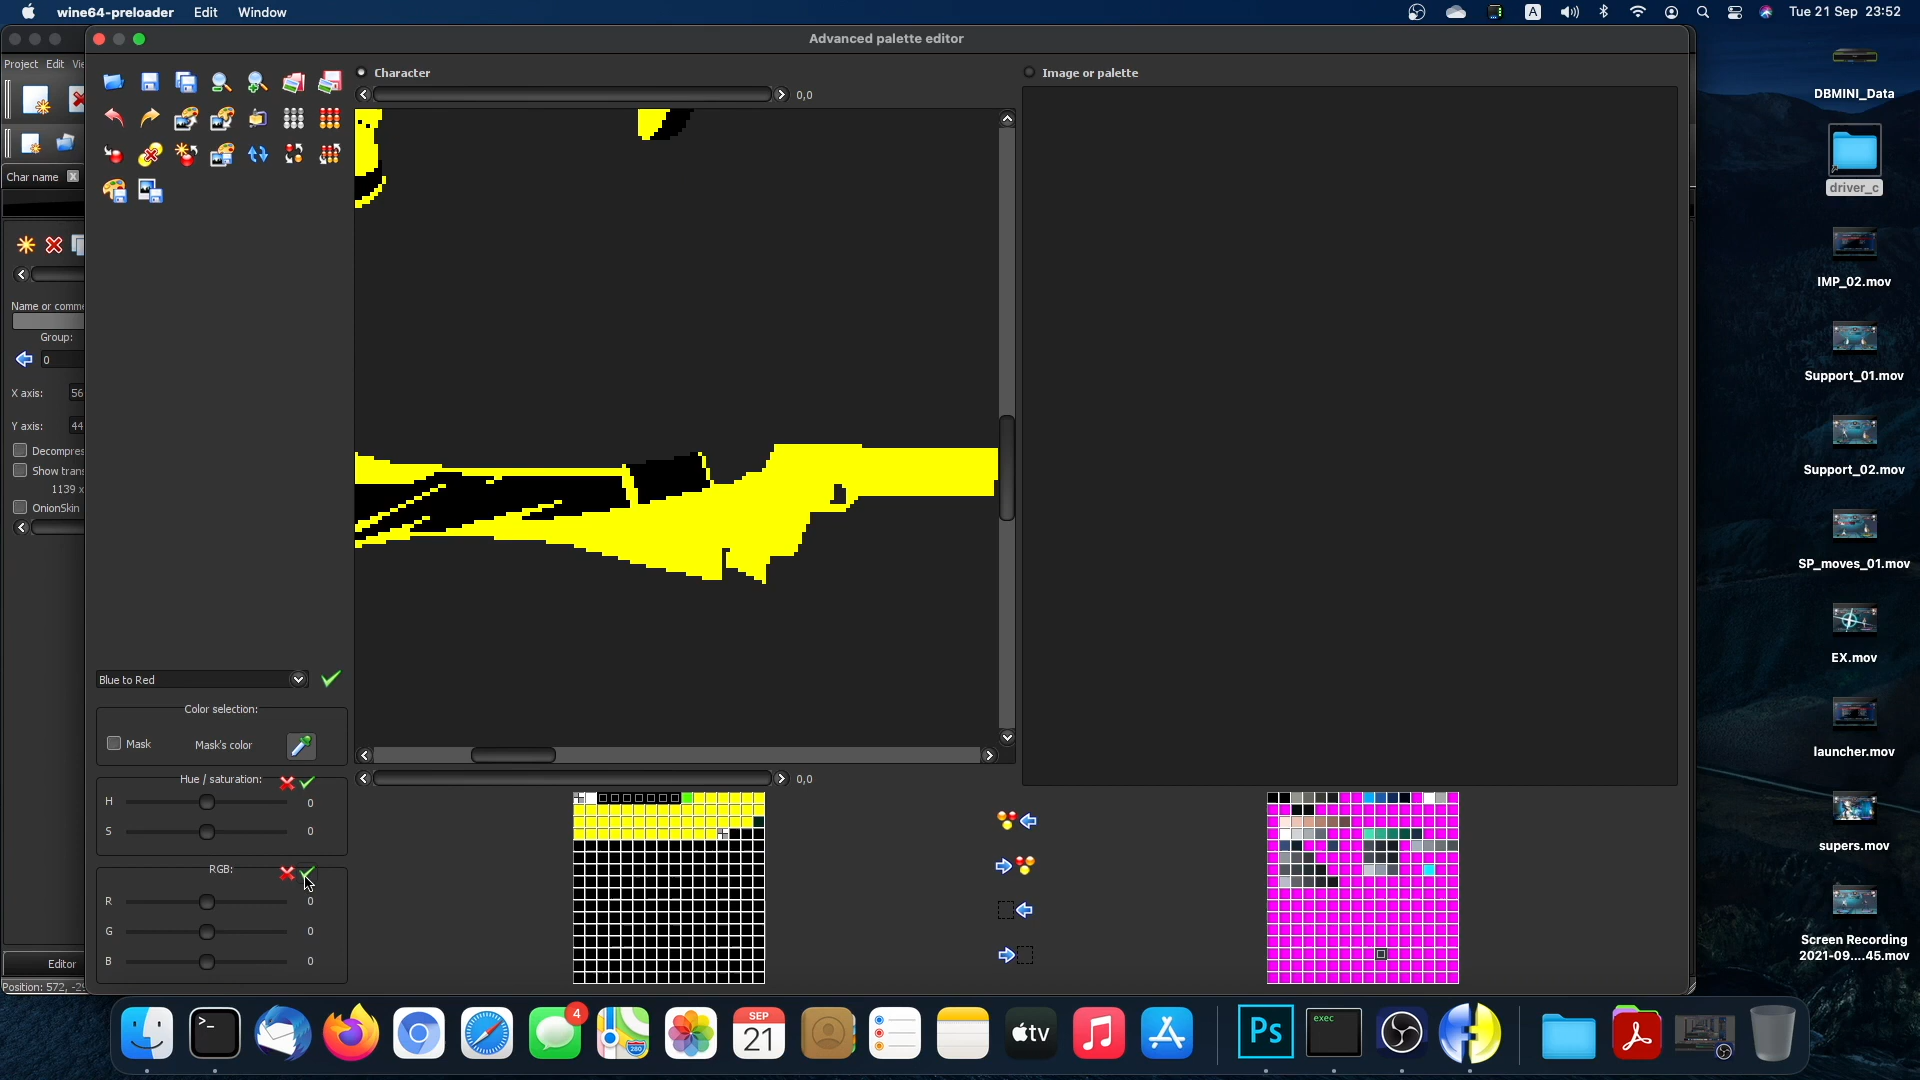 wine64-preloader Edit Window
A Tue 21 Sep 23:52
Advanced palette editor
Project Edit
Character
0,0
Image or palette
Char name
Name or comme
Group:
0
X axis: 56
Y axis: 44
Decompres
Show trans
1139 x
OnionSkin
Blue to Red
Color selection:
Mask Mask's color
Hue / saturation:
H 0
S 0
RGB:
R 0
G 0
B 0
0,0
Editor
Position: 572, -2
DBMINI_Data
driver_c
IMP_02.mov
Support_01.mov
Support_02.mov
SP_moves_01.mov
EX.mov
launcher.mov
supers.mov
Screen Recording
2021-09....45.mov
4
SEP
21
280
tv
Ps
exec